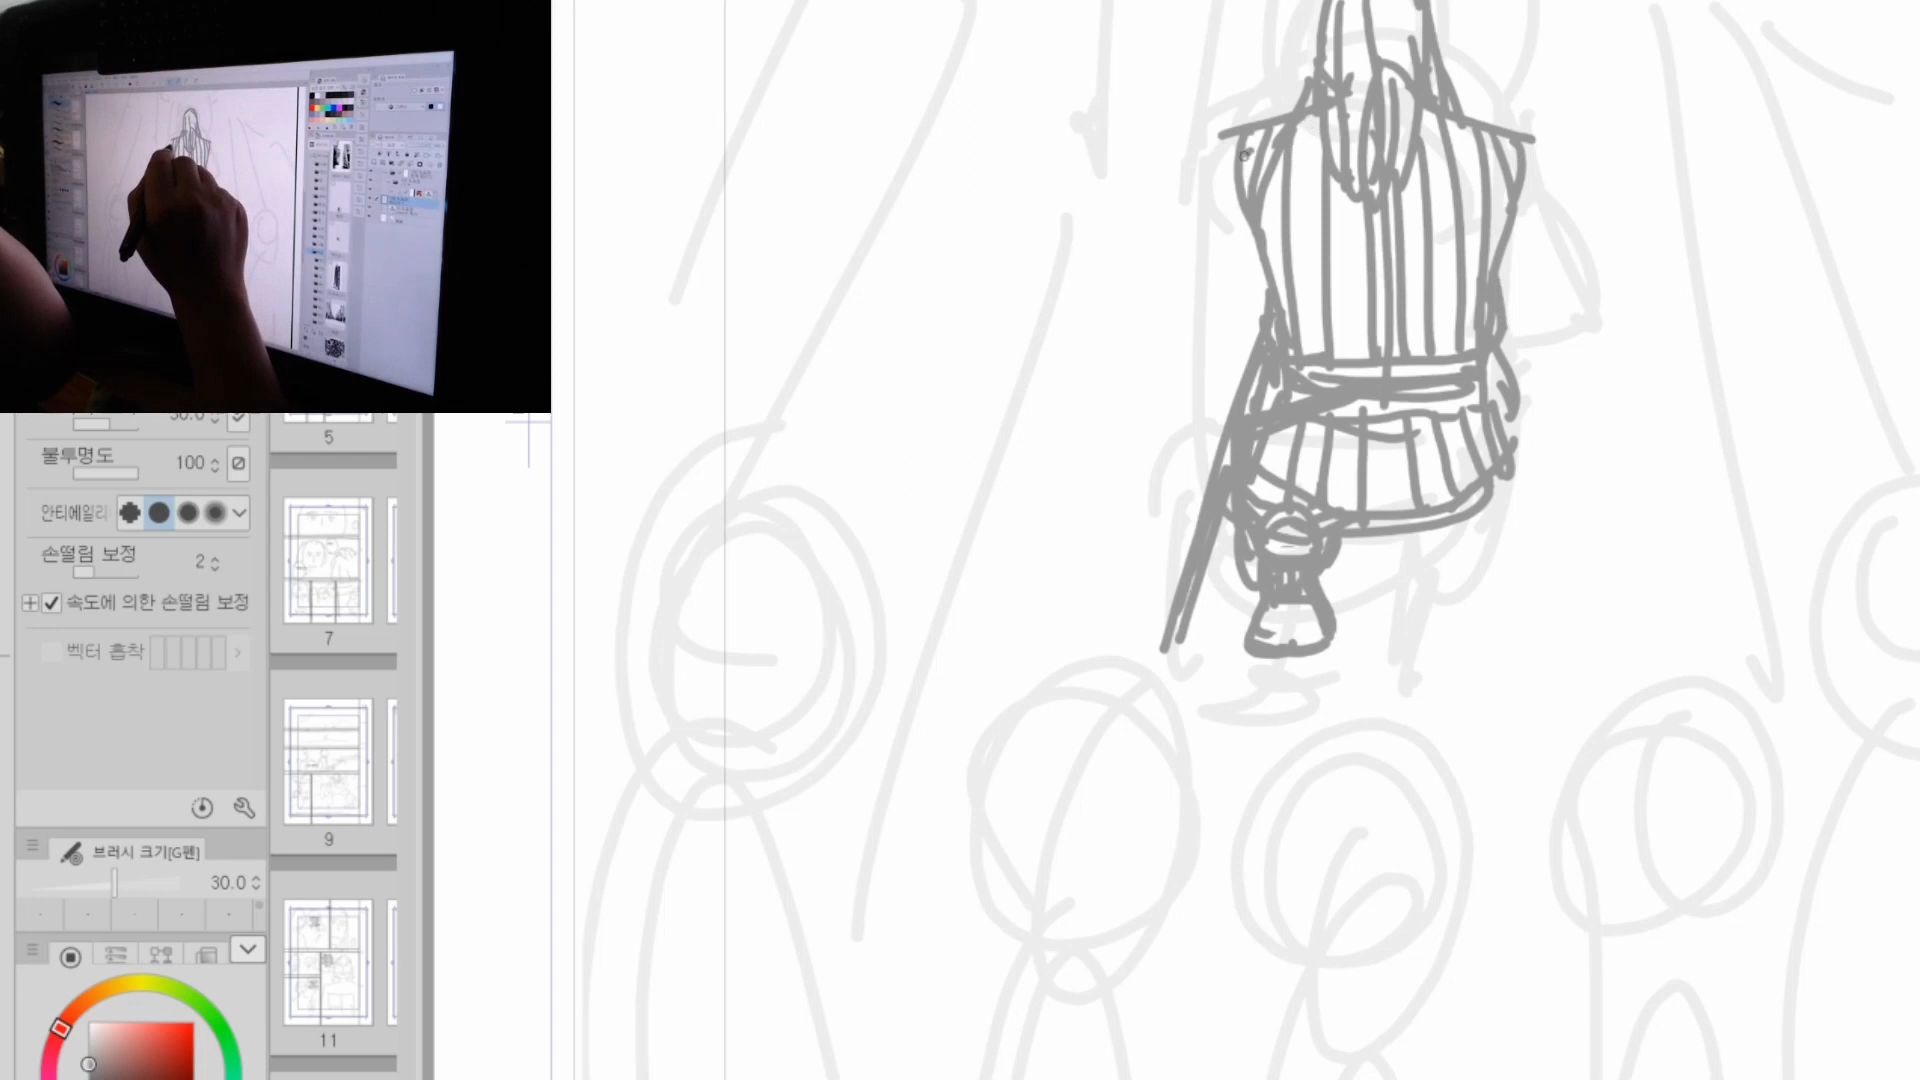 30.0
5
불투명도 100
안티에일리
손떨림 보정 2
속도에 의한 손떨림 보정
벡터 흡착
7
9
브러시 크기[G펜]
30.0
11